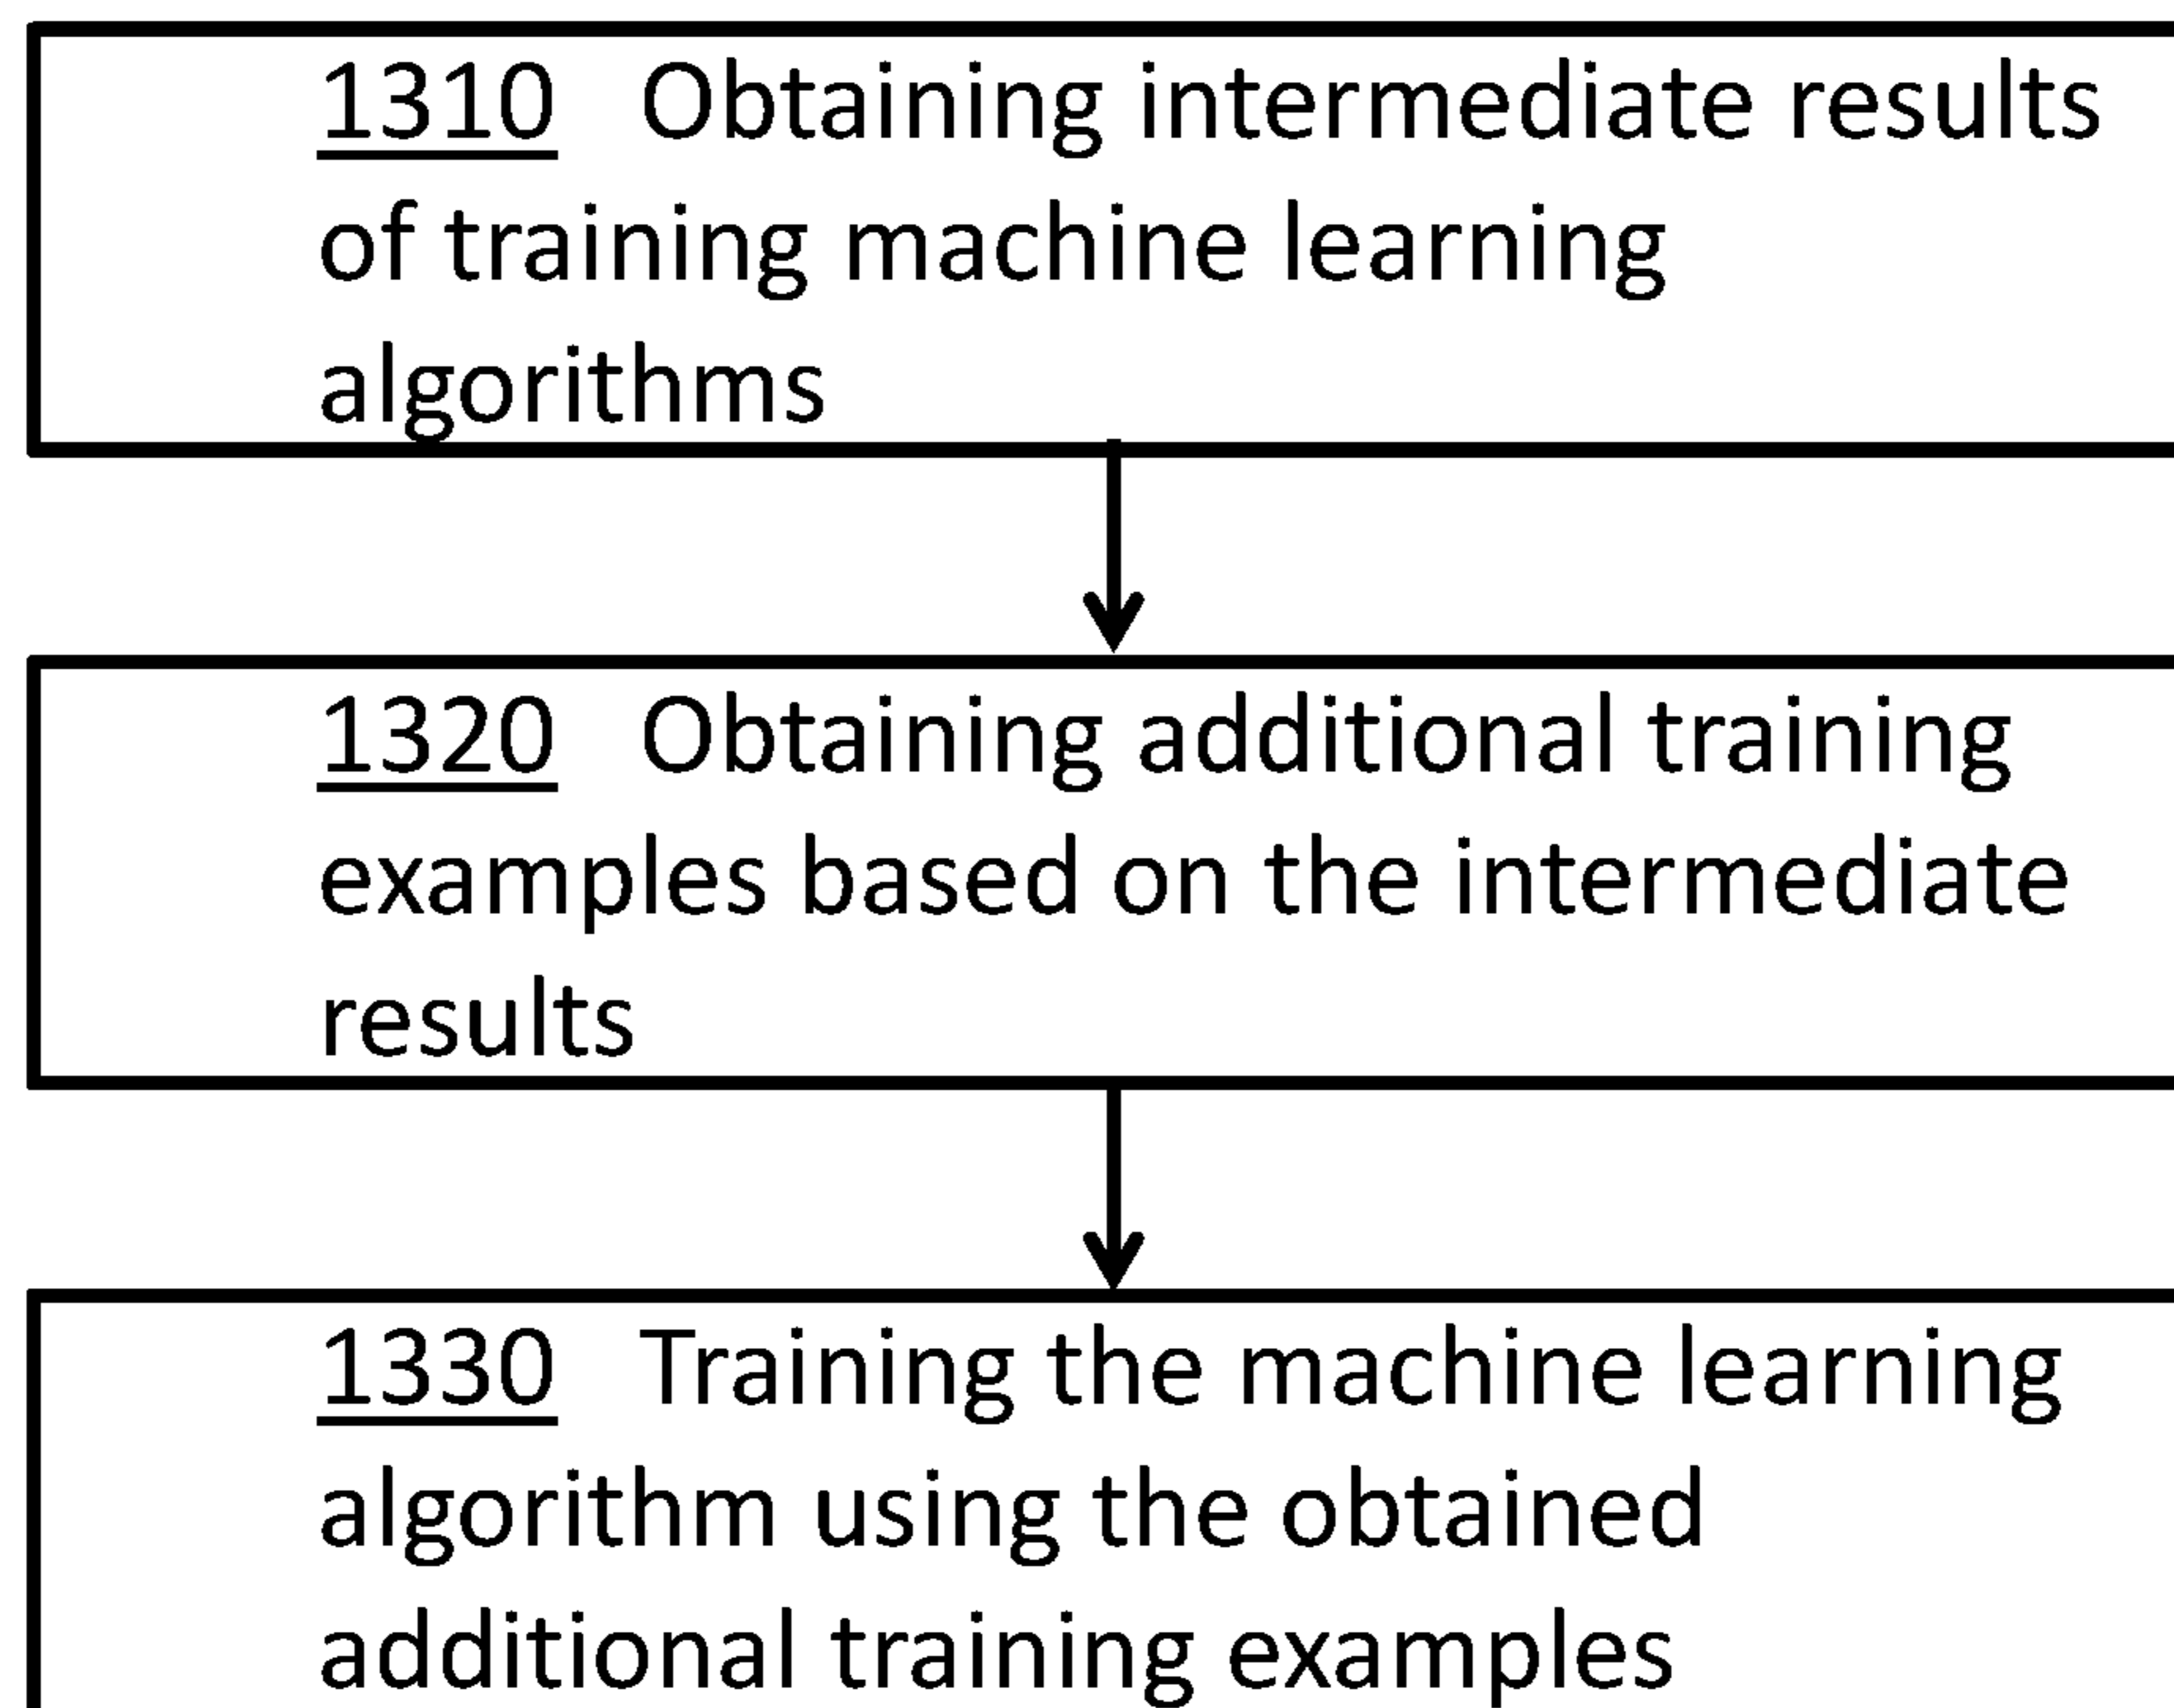 1310 Obtaining intermediate results
of training machine learning
algorithms
1320 Obtaining additional training
examples based on the intermediate
results
1330 Training the machine learning
algorithm using the obtained
additional training examples